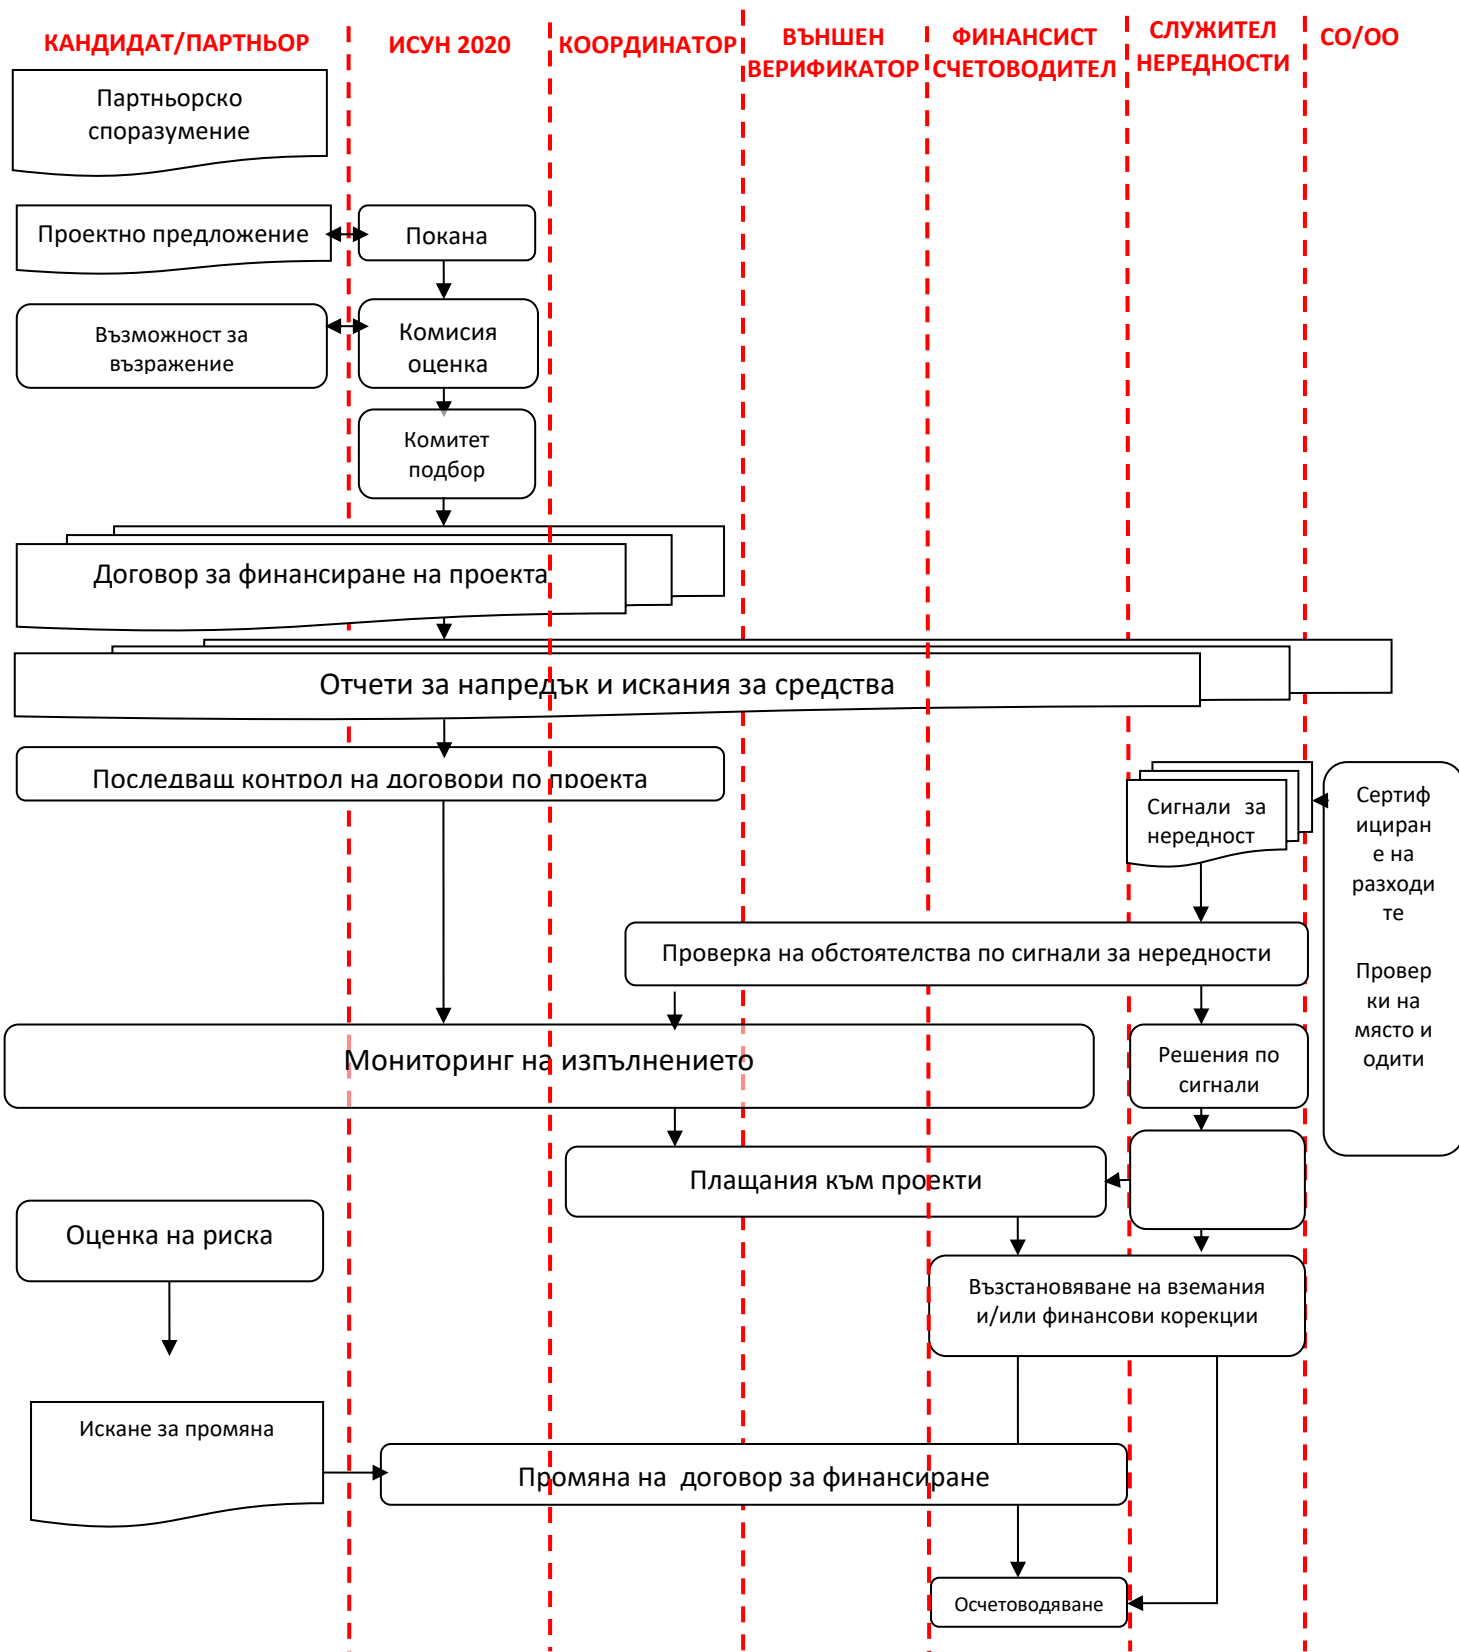 КАНДИДАТ/ПАРТНЬОР
ИСУН 2020
КООРДИНАТОР
ВЪНШЕН
ВЕРИФИКАТОР
ФИНАНСИСТ
СЧЕТОВОДИТЕЛ
СЛУЖИТЕЛ
НЕРЕДНОСТИ
СО/ОО
Партньорско
споразумение
Проектно предложение
Покана
Възможност за
възражение
Комисия
оценка
Комитет
подбор
Договор за финансиране на проекта
Отчети за напредък и искания за средства
Последващ контрол на договори по проекта
Сигнали за
нередност
Сертиф
ициран
е на
разходи
те
Провер
ки на
място и
одити
Проверка на обстоятелства по сигнали за нередности
Мониторинг на изпълнението
Решения по
сигнали
Плащания към проекти
Оценка на риска
Възстановяване на вземания
и/или финансови корекции
Искане за промяна
Промяна на договор за финансиране
Осчетоводяване